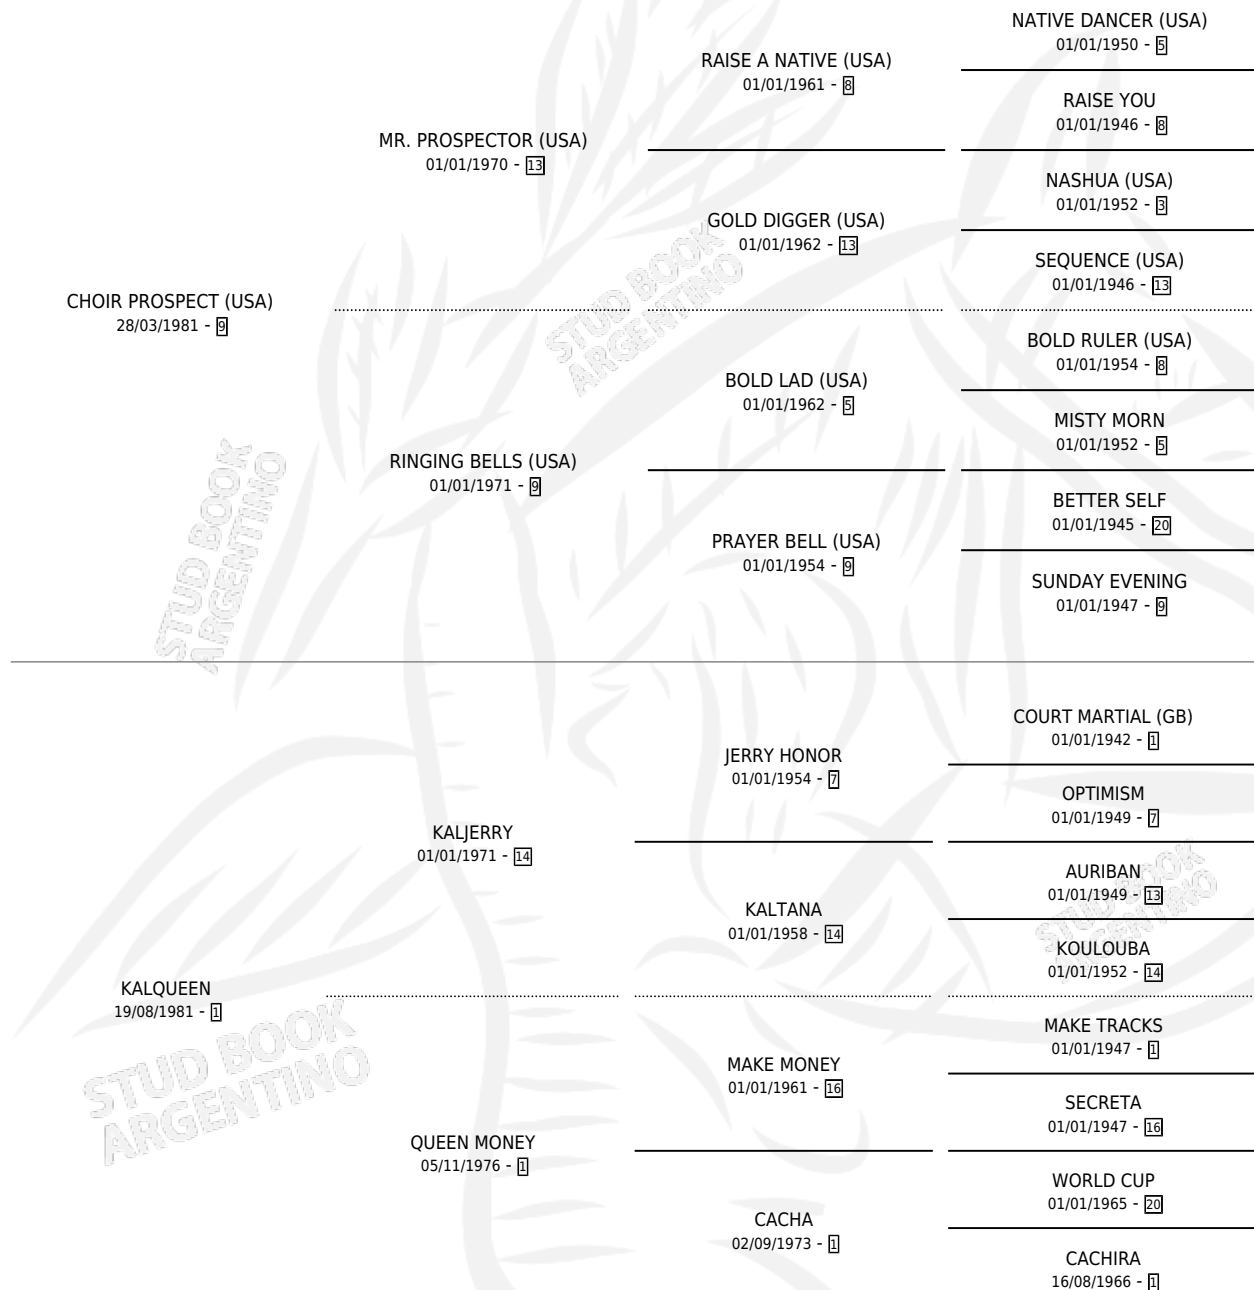 NATIVE DANCER (USA)
01/01/1950 - 5
RAISE A NATIVE (USA)
01/01/1961 - 8
RAISE YOU
01/01/1946 - 8
MR. PROSPECTOR (USA)
01/01/1970 - 13
NASHUA (USA)
01/01/1952 - 3
GOLD DIGGER (USA)
01/01/1962 - 13
SEQUENCE (USA)
01/01/1946 - 13
CHOIR PROSPECT (USA)
28/03/1981 - 9
BOLD RULER (USA)
01/01/1954 - 8
BOLD LAD (USA)
01/01/1962 - 5
MISTY MORN
01/01/1952 - 5
RINGING BELLS (USA)
01/01/1971 - 9
BETTER SELF
01/01/1945 - 20
PRAYER BELL (USA)
01/01/1954 - 9
SUNDAY EVENING
01/01/1947 - 9
COURT MARTIAL (GB)
01/01/1942 - 1
JERRY HONOR
01/01/1954 - 7
OPTIMISM
01/01/1949 - 7
KALJERRY
01/01/1971 - 14
AURIBAN
01/01/1949 - 13
KALTANA
01/01/1958 - 14
KOULOUBA
01/01/1952 - 14
KALQUEEN
19/08/1981 - 1
MAKE TRACKS
01/01/1947 - 1
MAKE MONEY
01/01/1961 - 16
SECRETA
01/01/1947 - 16
QUEEN MONEY
05/11/1976 - 1
WORLD CUP
01/01/1965 - 20
CACHA
02/09/1973 - 1
CACHIRA
16/08/1966 - 1
STUD BOOK
ARGENTINO
STUD BOOK
ARGENTINO
STUD BOOK
ARGENTINO
STUD BOOK
ARGENTINO